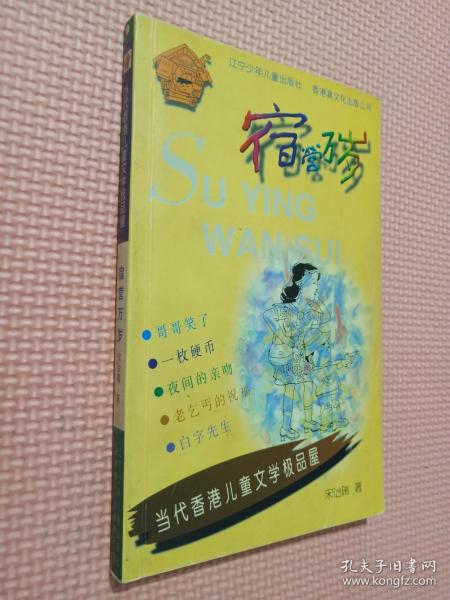 辽宁少年儿童出版社 香港真文化出版公司
宿营万岁
SU YING
WAN SUI
哥哥笑了
一枚硬币
夜间的亲吻
老乞丐的祝福
白字先生
当代香港儿童文学极品屋
宋诒瑞 著
宿营万岁
孔夫子旧书网
www.kongfz.com